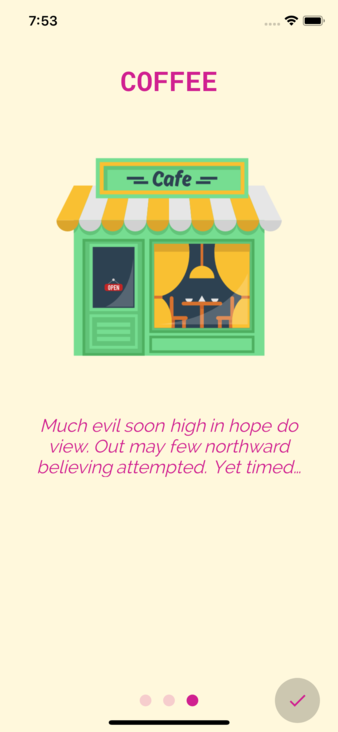 7:53
COFFEE
Cafe
OPEN
Much evil soon high in hope do
view. Out may few northward
believing attempted. Yet timed…